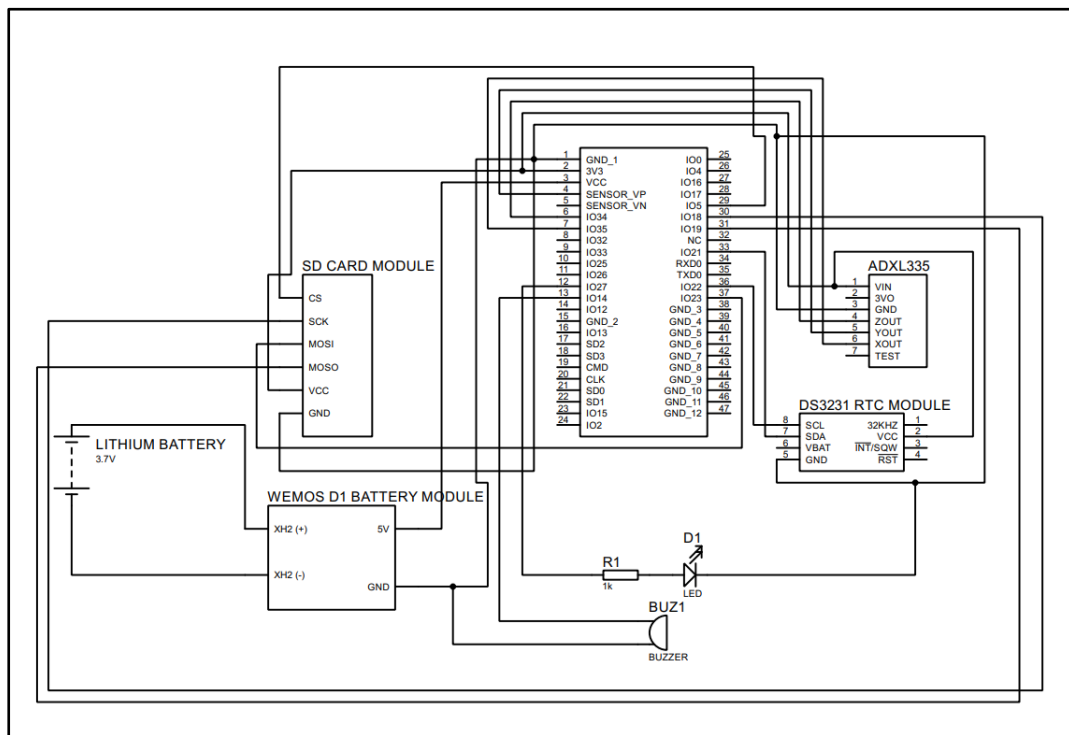 SD CARD MODULE
CS
SCK
MOSI
MOSO
VCC
GND
LITHIUM BATTERY
3.7V
WEMOS D1 BATTERY MODULE
XH2 (+)
5V
XH2 (-)
GND
1 GND_1 IO0 25
2 3V3 IO4 26
3 VCC IO16 27
4 SENSOR_VP IO17 28
5 SENSOR_VN IO5 29
6 IO34 IO18 30
7 IO35 IO19 31
8 IO32 NC 32
9 IO33 IO21 33
10 IO25 RXD0 34
11 IO26 TXD0 35
12 IO27 IO22 36
13 IO14 IO23 37
14 IO12 GND_3 38
15 GND_2 GND_4 39
16 IO13 GND_5 40
17 SD2 GND_6 41
18 SD3 GND_7 42
19 CMD GND_8 43
20 CLK GND_9 44
21 SD0 GND_10 45
22 SD1 GND_11 46
23 IO15 GND_12 47
24 IO2
ADXL335
1 VIN
2 3VO
3 GND
4 ZOUT
5 YOUT
6 XOUT
7 TEST
DS3231 RTC MODULE
8 SCL 32KHZ 1
7 SDA VCC 2
6 VBAT INT/SQW 3
5 GND RST 4
R1
1k
D1
LED
BUZ1
BUZZER